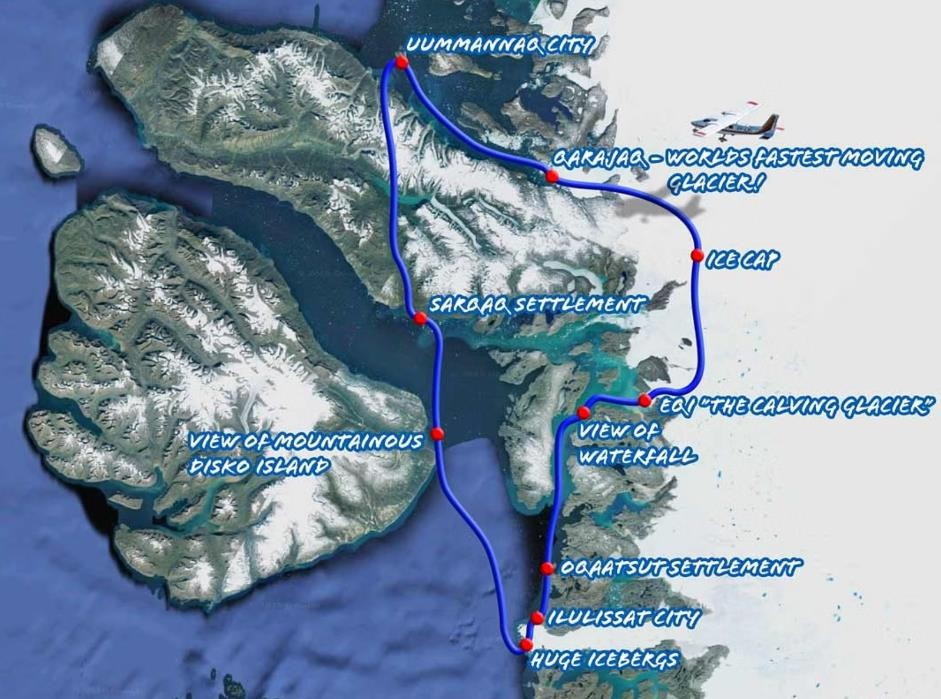 UUMMANNAQ CITY
QARAJAQ - WORLDS FASTEST MOVING
GLACIER!
ICE CAP
SARQAQ SETTLEMENT
EQI "THE CALVING GLACIER"
VIEW OF
WATERFALL
VIEW OF MOUNTAINOUS
DISKO ISLAND
OQAATSUT SETTLEMENT
ILULISSAT CITY
HUGE ICEBERGS